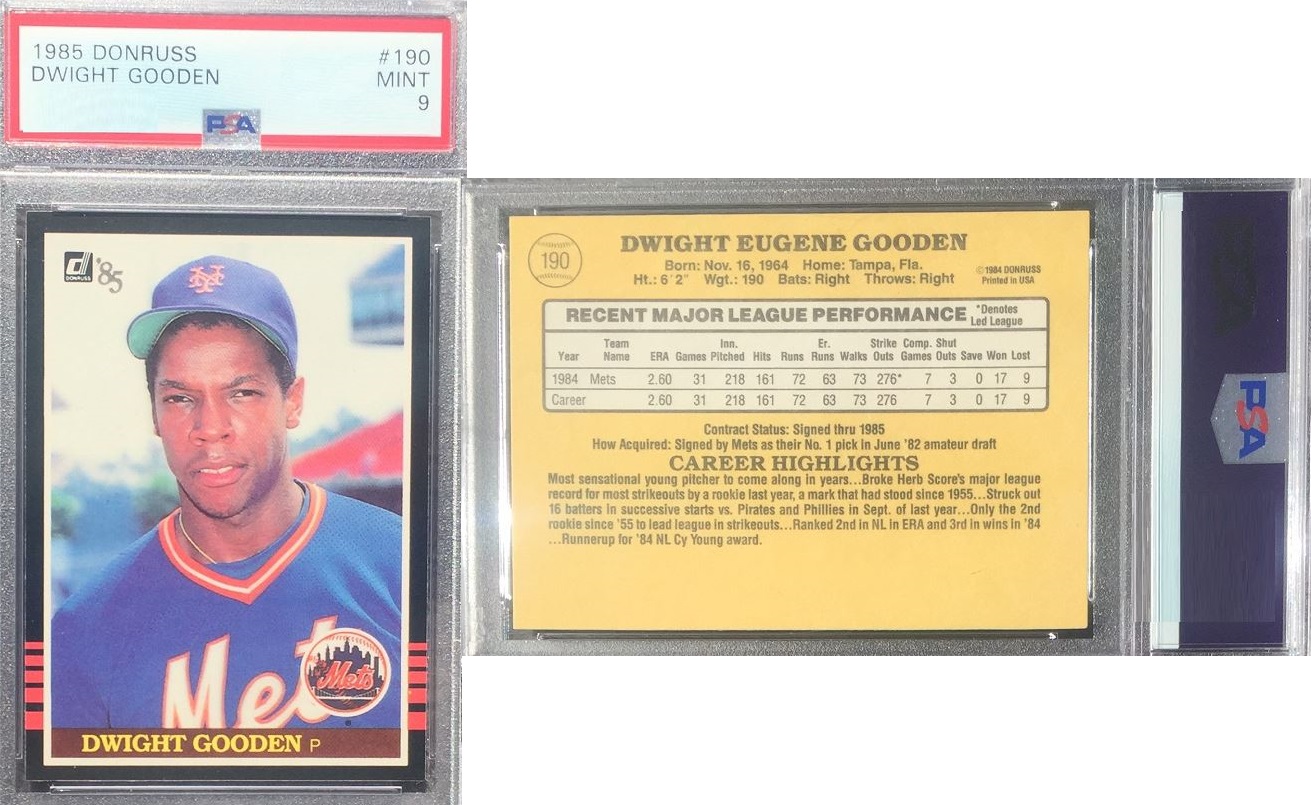 1985 DONRUSS #190
DWIGHT GOODEN MINT
9
PSA
d
DONRUSS
'85
NY
Mets
Mets
DWIGHT GOODEN P
190
DWIGHT EUGENE GOODEN
Born: Nov. 16, 1964 Home: Tampa, Fla.
Ht.: 6'2" Wgt.: 190 Bats: Right Throws: Right
©1984 DONRUSS
Printed in USA
RECENT MAJOR LEAGUE PERFORMANCE *Denotes
Led League
Team Inn. Er. Strike Comp. Shut
Year Name ERA Games Pitched Hits Runs Runs Walks Outs Games Outs Save Won Lost
1984 Mets 2.60 31 218 161 72 63 73 276* 7 3 0 17 9
Career 2.60 31 218 161 72 63 73 276 7 3 0 17 9
Contract Status: Signed thru 1985
How Acquired: Signed by Mets as their No. 1 pick in June '82 amateur draft
CAREER HIGHLIGHTS
Most sensational young pitcher to come along in years...Broke Herb Score's major league
record for most strikeouts by a rookie last year, a mark that had stood since 1955...Struck out
16 batters in successive starts vs. Pirates and Phillies in Sept. of last year...Only the 2nd
rookie since '55 to lead league in strikeouts...Ranked 2nd in NL in ERA and 3rd in wins in '84
...Runnerup for '84 NL Cy Young award.
PSA